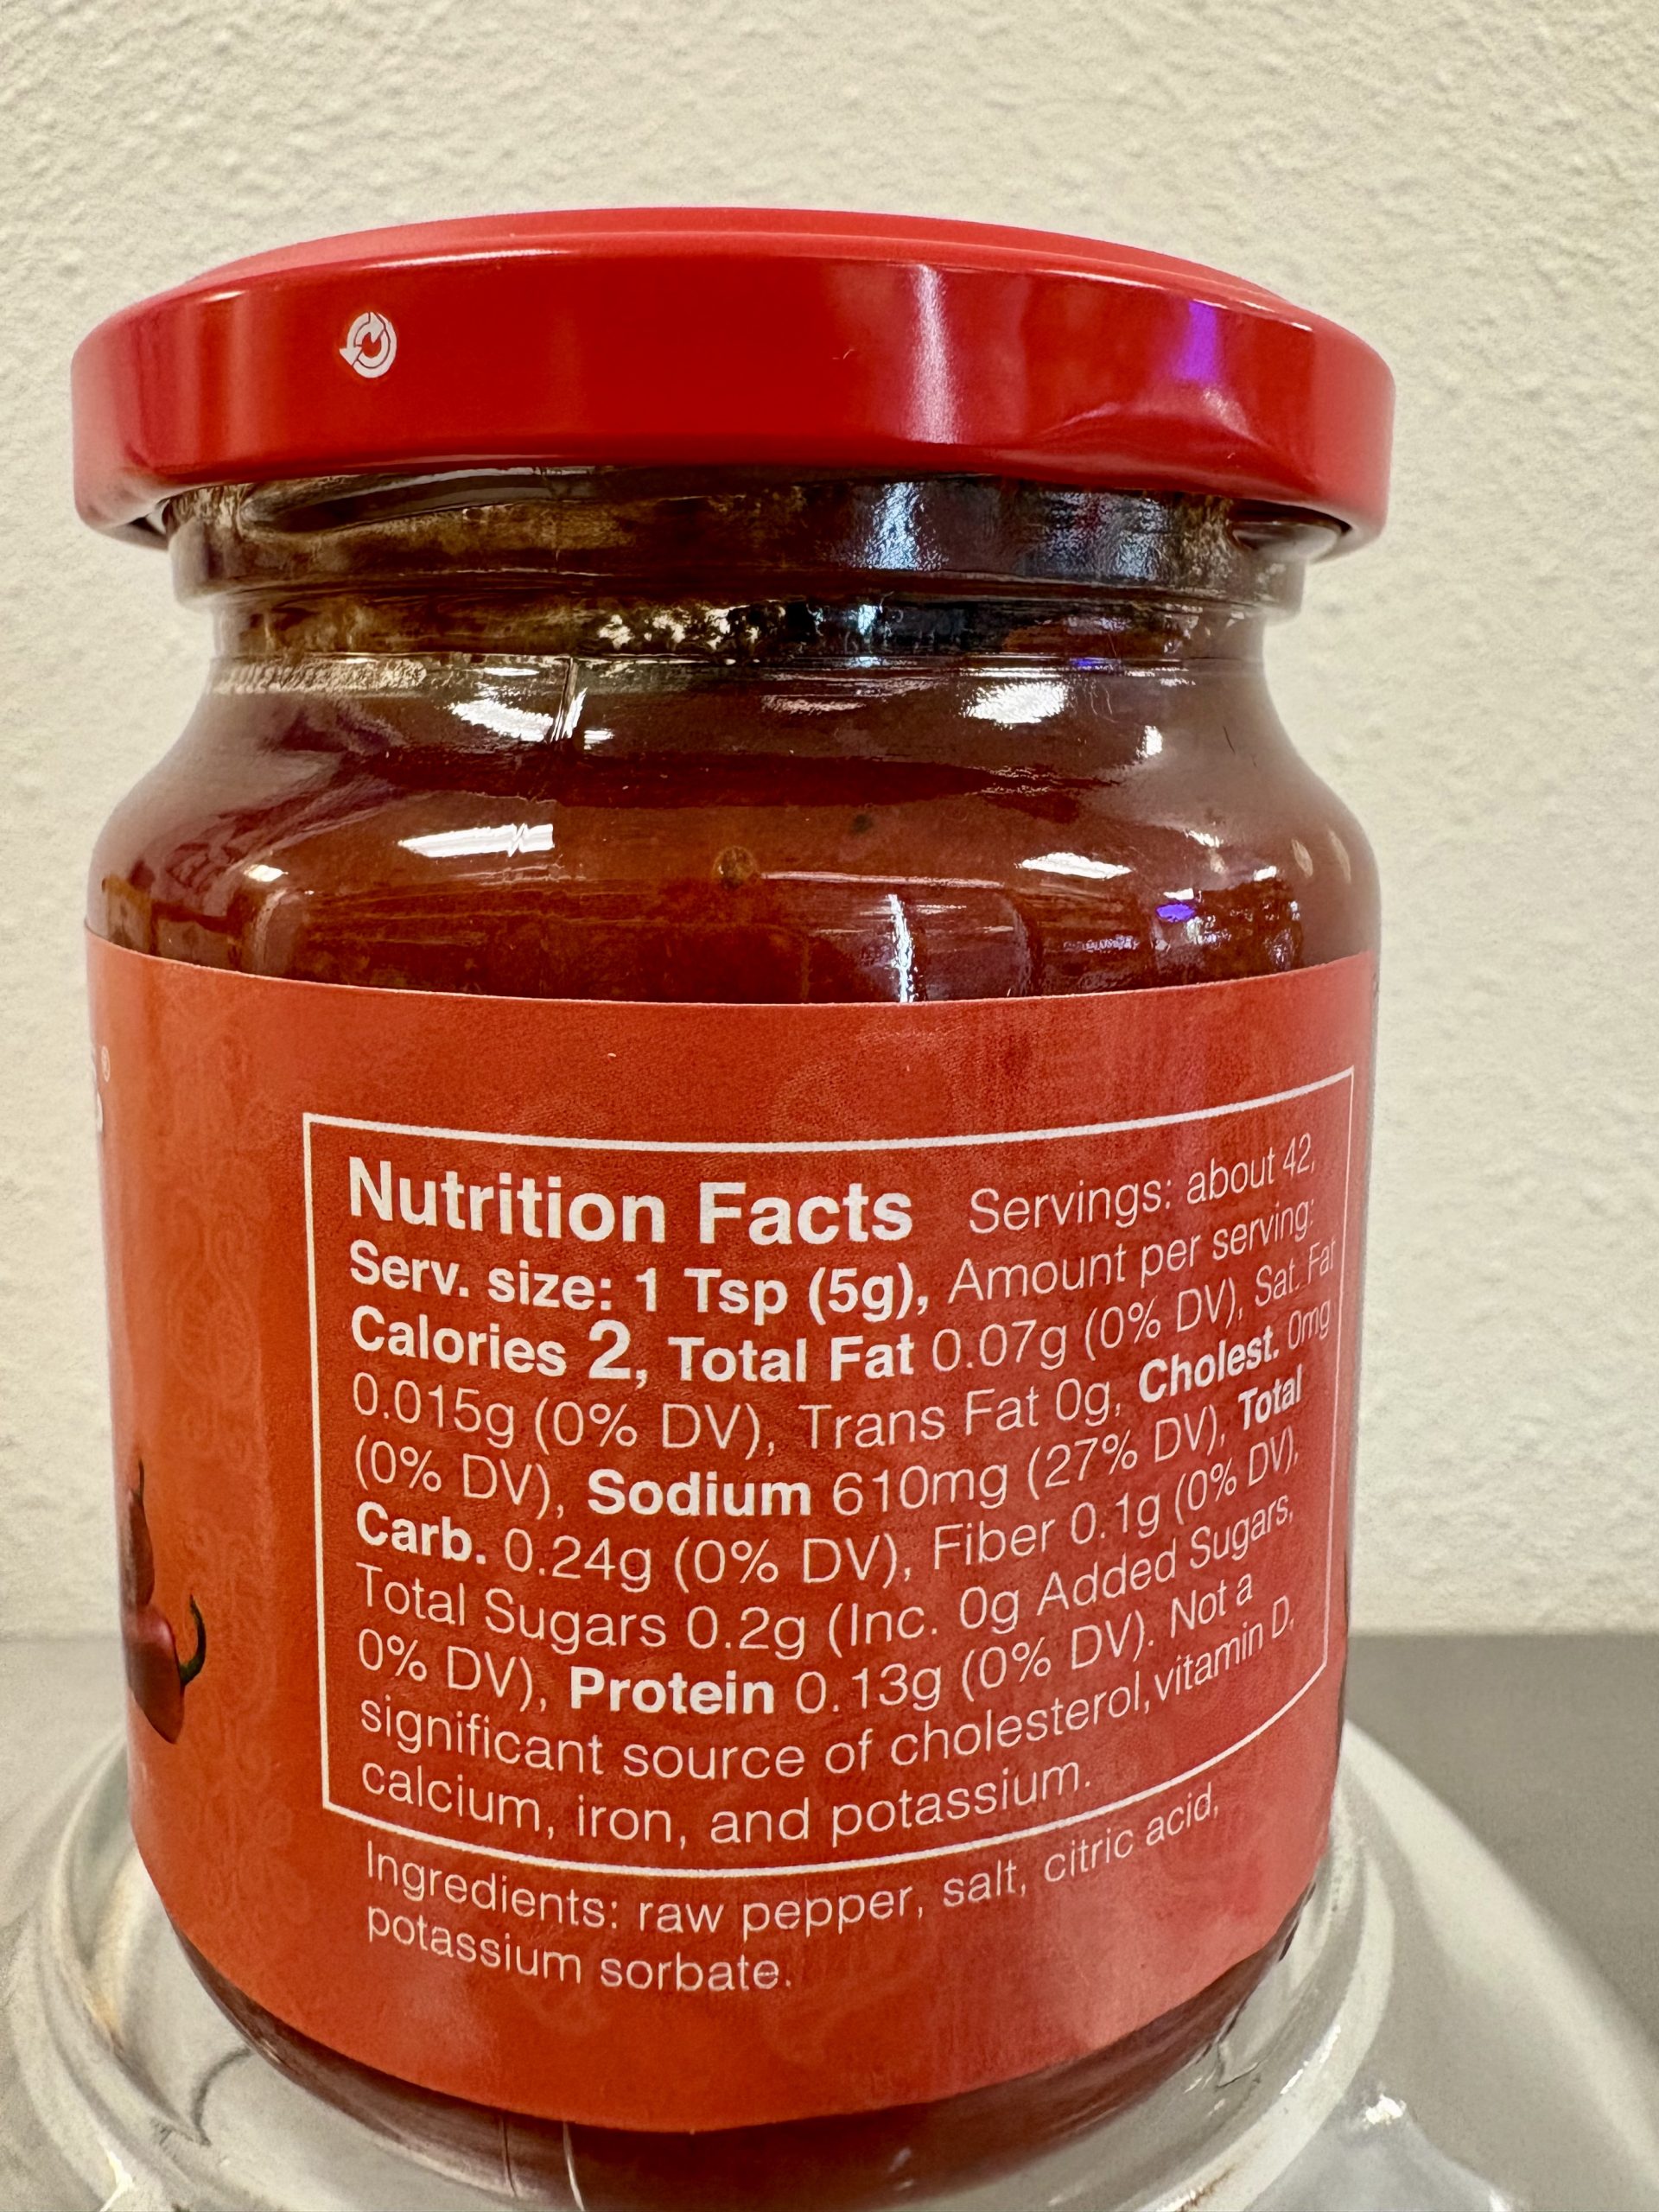 Nutrition Facts Servings: about 42,
Serv. size: 1 Tsp (5g), Amount per serving:
Calories 2, Total Fat 0.07g (0% DV), Sat. Fat
0.015g (0% DV), Trans Fat 0g, Cholest. 0mg
(0% DV), Sodium 610mg (27% DV), Total
Carb. 0.24g (0% DV), Fiber 0.1g (0% DV),
Total Sugars 0.2g (Inc. 0g Added Sugars,
0% DV), Protein 0.13g (0% DV). Not a
significant source of cholesterol,vitamin D,
calcium, iron, and potassium.
Ingredients: raw pepper, salt, citric acid,
potassium sorbate.